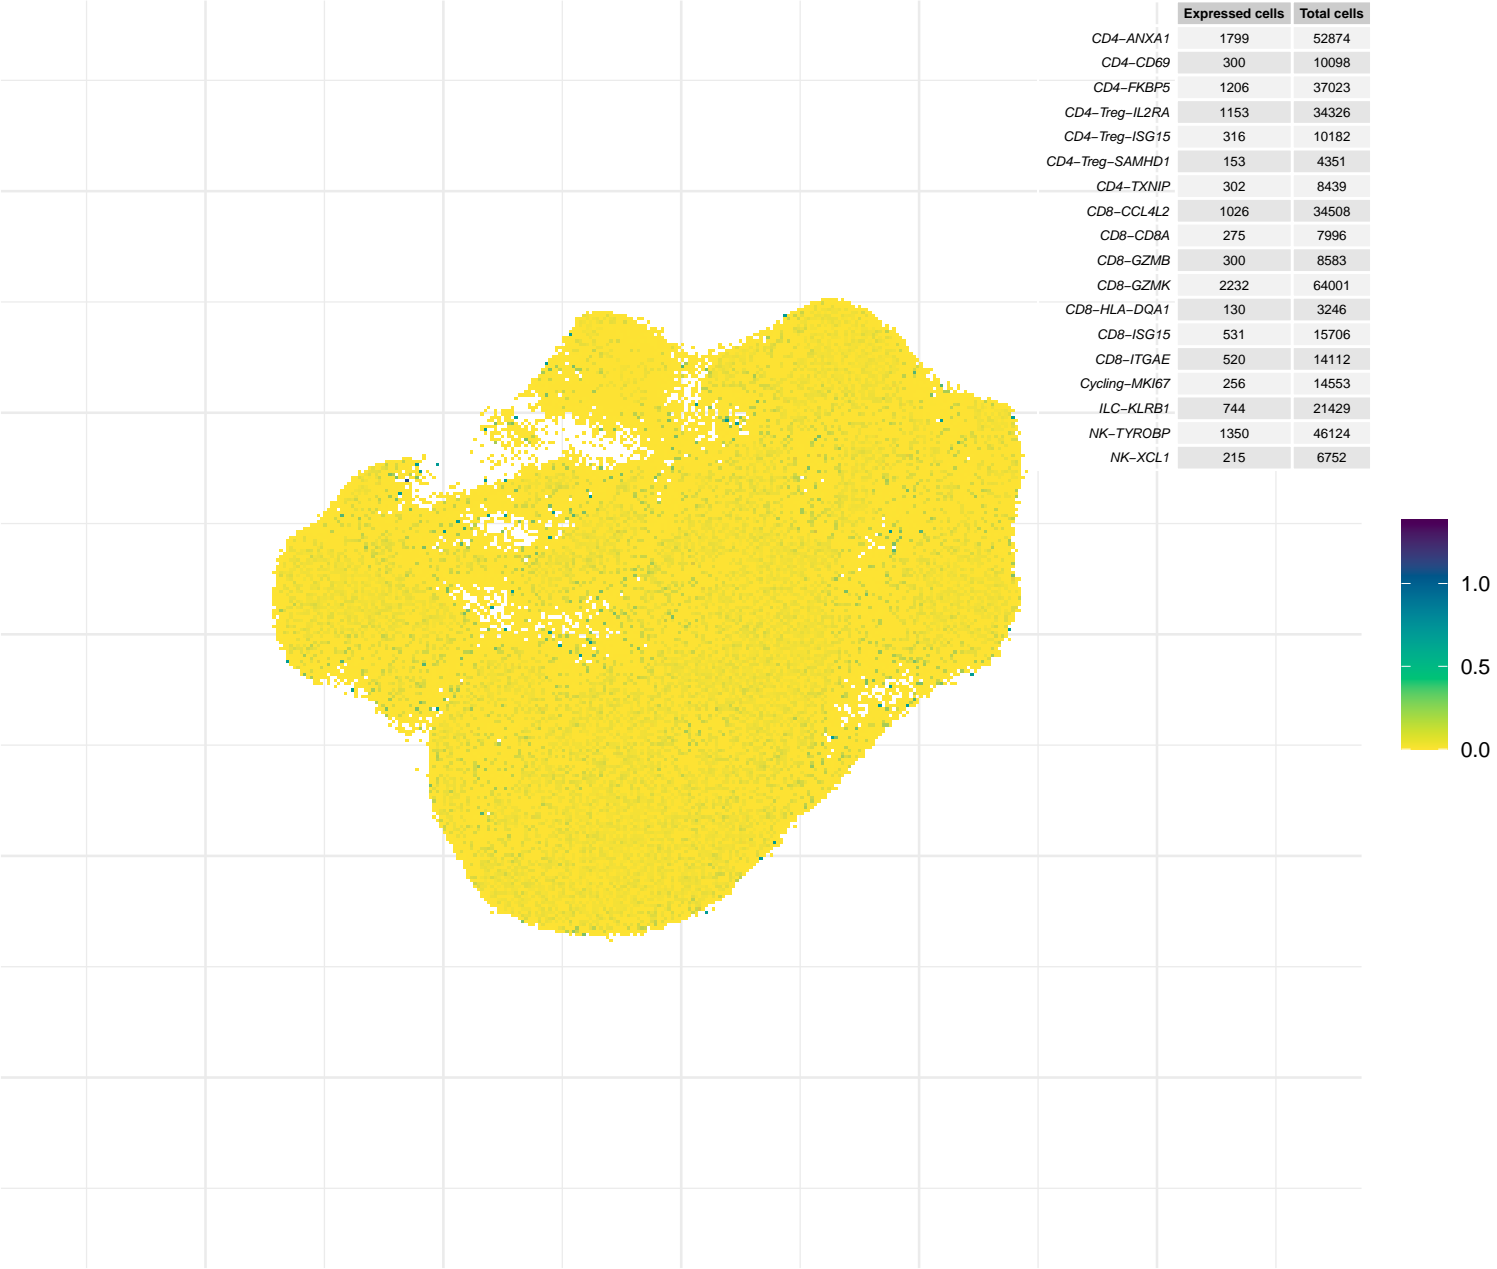 Expressed cells Total cells
CD4−ANXA1 1799 52874
CD4−CD69 300 10098
CD4−FKBP5 1206 37023
CD4−Treg−IL2RA 1153 34326
CD4−Treg−ISG15 316 10182
CD4−Treg−SAMHD1 153 4351
CD4−TXNIP 302 8439
CD8−CCL4L2 1026 34508
CD8−CD8A 275 7996
CD8−GZMB 300 8583
CD8−GZMK 2232 64001
CD8−HLA−DQA1 130 3246
CD8−ISG15 531 15706
CD8−ITGAE 520 14112
Cycling−MKI67 256 14553
ILC−KLRB1 744 21429
NK−TYROBP 1350 46124
NK−XCL1 215 6752
1.0
0.5
0.0